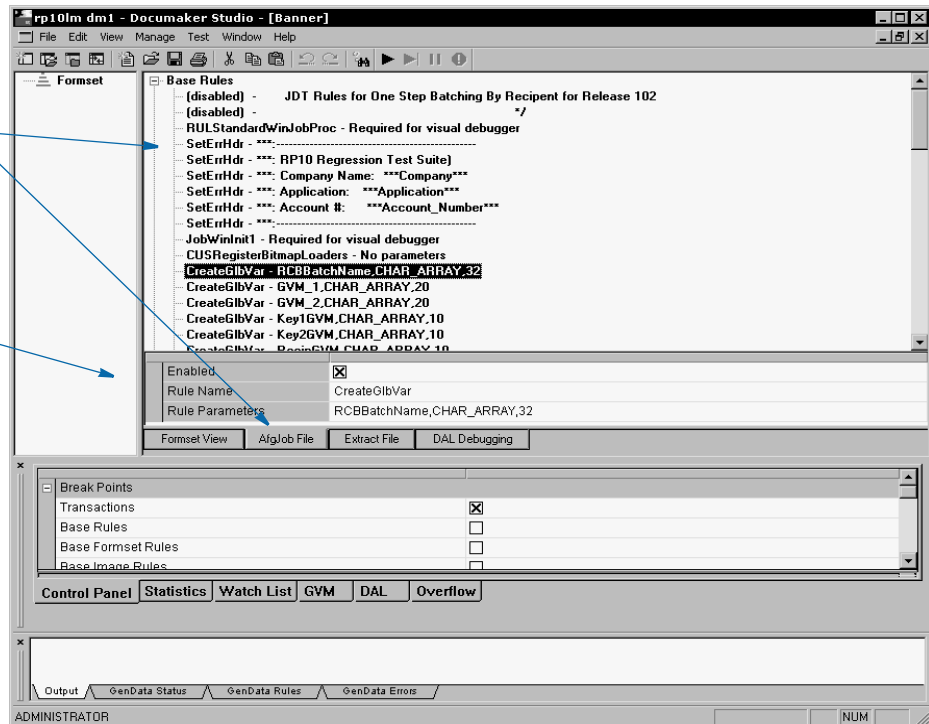 rp10lm dm1 - Documaker Studio - [Banner]
File Edit View Manage Test Window Help
Formset
Base Rules
(disabled) - JDT Rules for One Step Batching By Recipent for Release 102
(disabled) - */
RULStandardWinJobProc - Required for visual debugger
SetErrHdr - ***:--------------------------------------------------
SetErrHdr - ***: RP10 Regression Test Suite)
SetErrHdr - ***: Company Name: ***Company***
SetErrHdr - ***: Application: ***Application***
SetErrHdr - ***: Account #: ***Account_Number***
SetErrHdr - ***:--------------------------------------------------
JobWinInit1 - Required for visual debugger
CUSRegisterBitmapLoaders - No parameters
CreateGlbVar - RCBBatchName,CHAR_ARRAY,32
CreateGlbVar - GVM_1,CHAR_ARRAY,20
CreateGlbVar - GVM_2,CHAR_ARRAY,20
CreateGlbVar - Key1GVM,CHAR_ARRAY,10
CreateGlbVar - Key2GVM,CHAR_ARRAY,10
CreateGlbVar - RecipGVM,CHAR_ARRAY,10
Enabled
Rule Name CreateGlbVar
Rule Parameters RCBBatchName,CHAR_ARRAY,32
Formset View AfgJob File Extract File DAL Debugging
Break Points
Transactions
Base Rules
Base Formset Rules
Base Image Rules
Control Panel Statistics Watch List GVM DAL Overflow
Output GenData Status GenData Rules GenData Errors
ADMINISTRATOR NUM